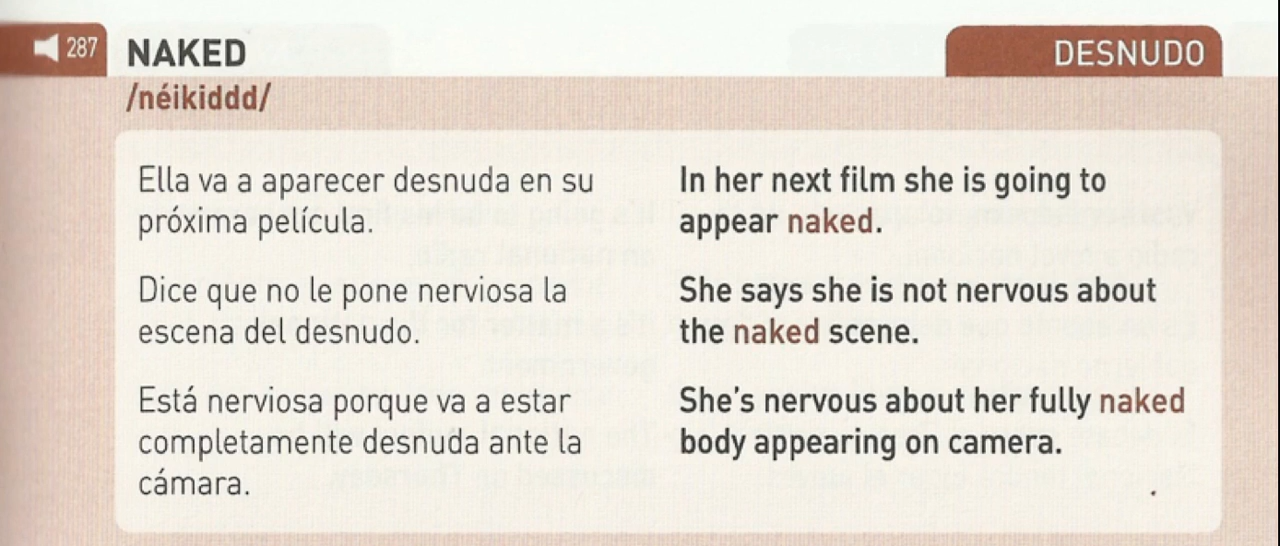 287 NAKED DESNUDO
/néikiddd/
Ella va a aparecer desnuda en su
próxima película.
In her next film she is going to
appear naked.
Dice que no le pone nerviosa la
escena del desnudo.
She says she is not nervous about
the naked scene.
Está nerviosa porque va a estar
completamente desnuda ante la
cámara.
She's nervous about her fully naked
body appearing on camera.